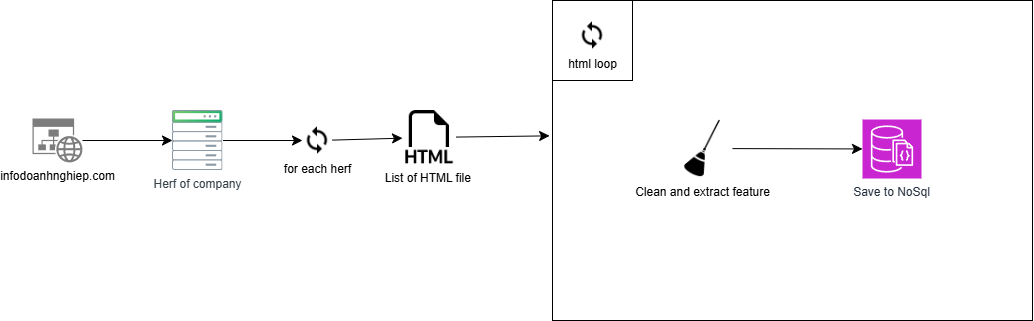 html loop
infodoanhnghiep.com
Herf of company
for each herf
HTML
List of HTML file
Clean and extract feature
Save to NoSql